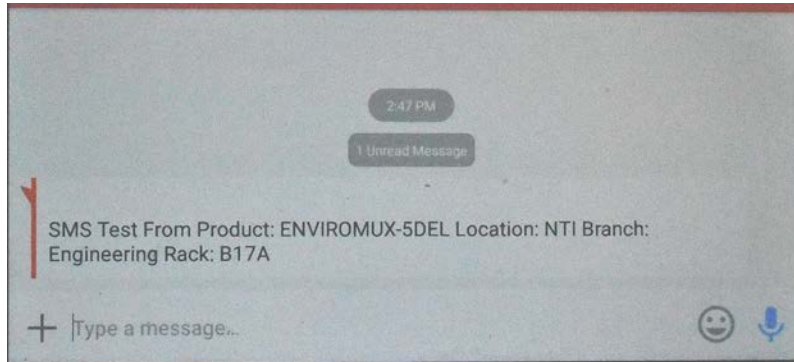 2:47 PM
1 Unread Message
SMS Test From Product: ENVIROMUX-5DEL Location: NTI Branch:
Engineering Rack: B17A
Type a message...